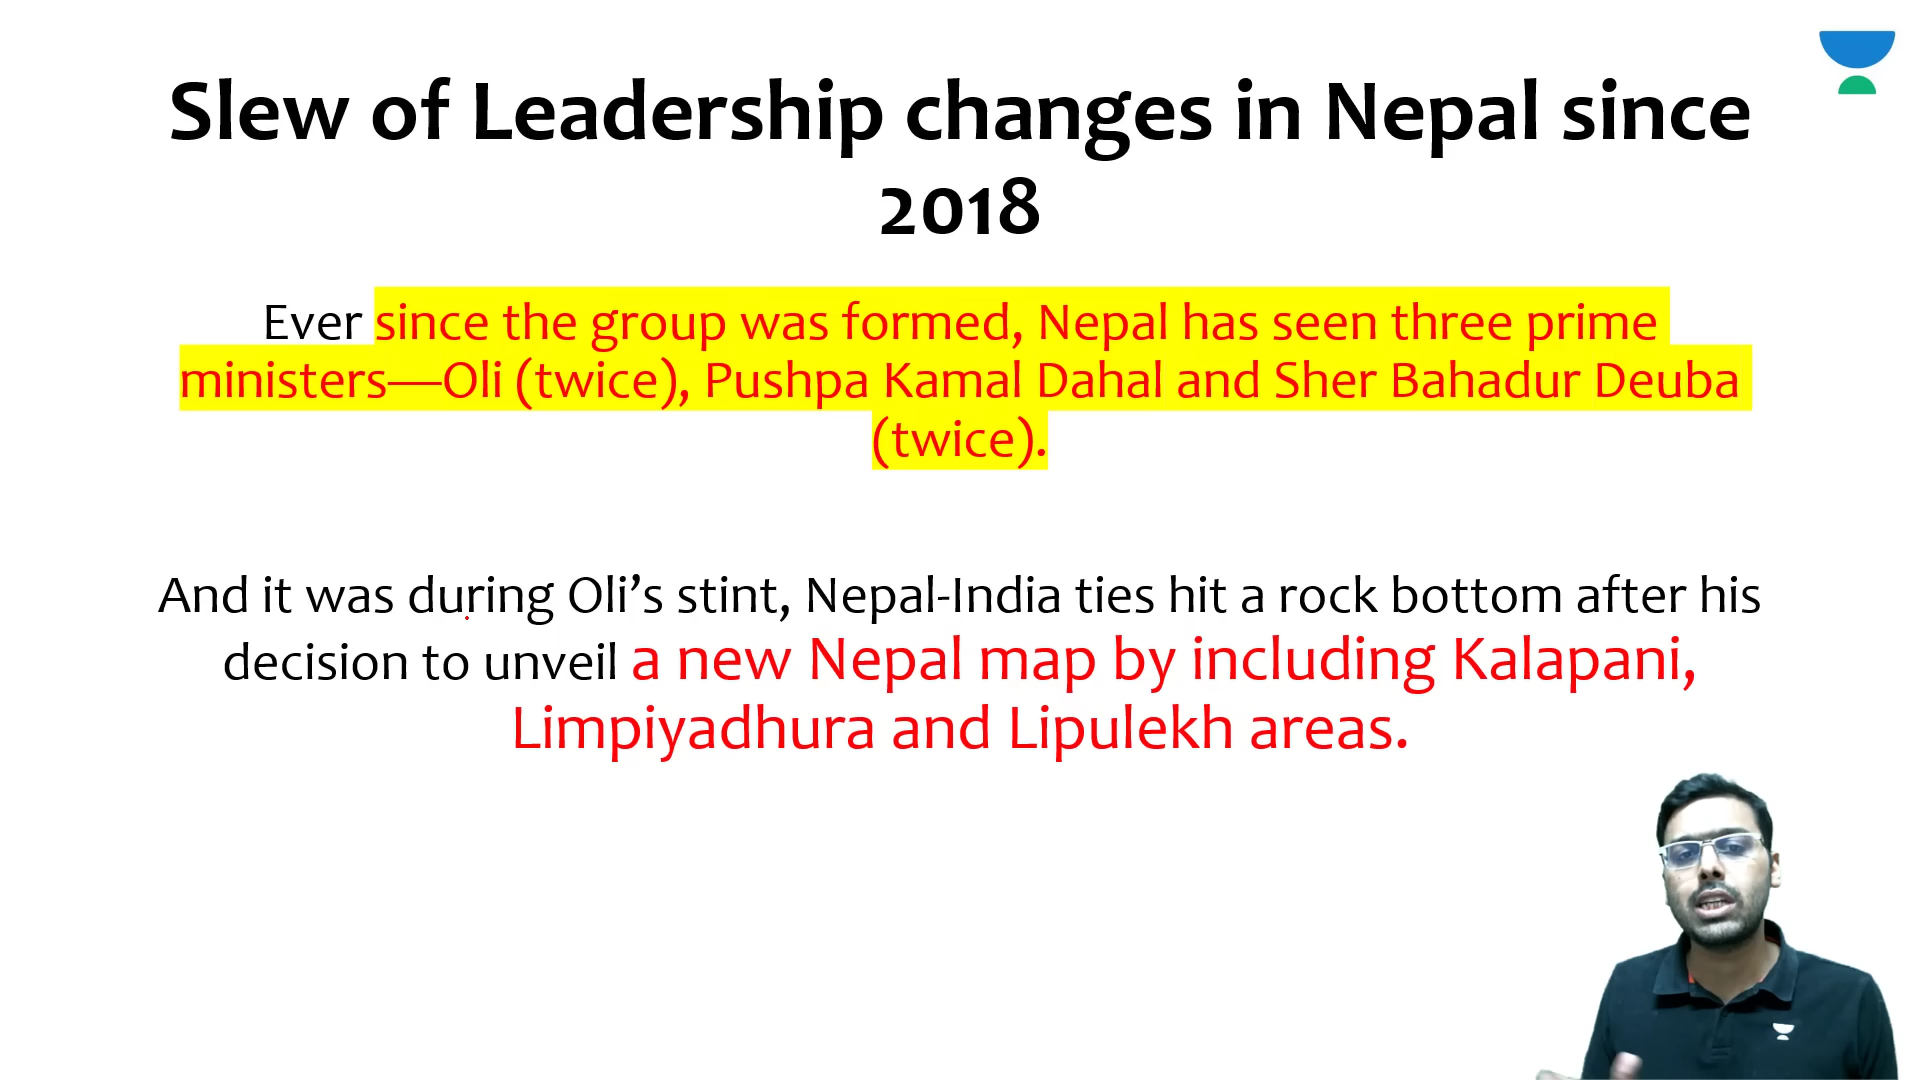 Slew of Leadership changes in Nepal since
2018
Ever since the group was formed, Nepal has seen three prime
ministers—Oli (twice), Pushpa Kamal Dahal and Sher Bahadur Deuba
(twice).
And it was during Oli’s stint, Nepal-India ties hit a rock bottom after his
decision to unveil a new Nepal map by including Kalapani,
Limpiyadhura and Lipulekh areas.